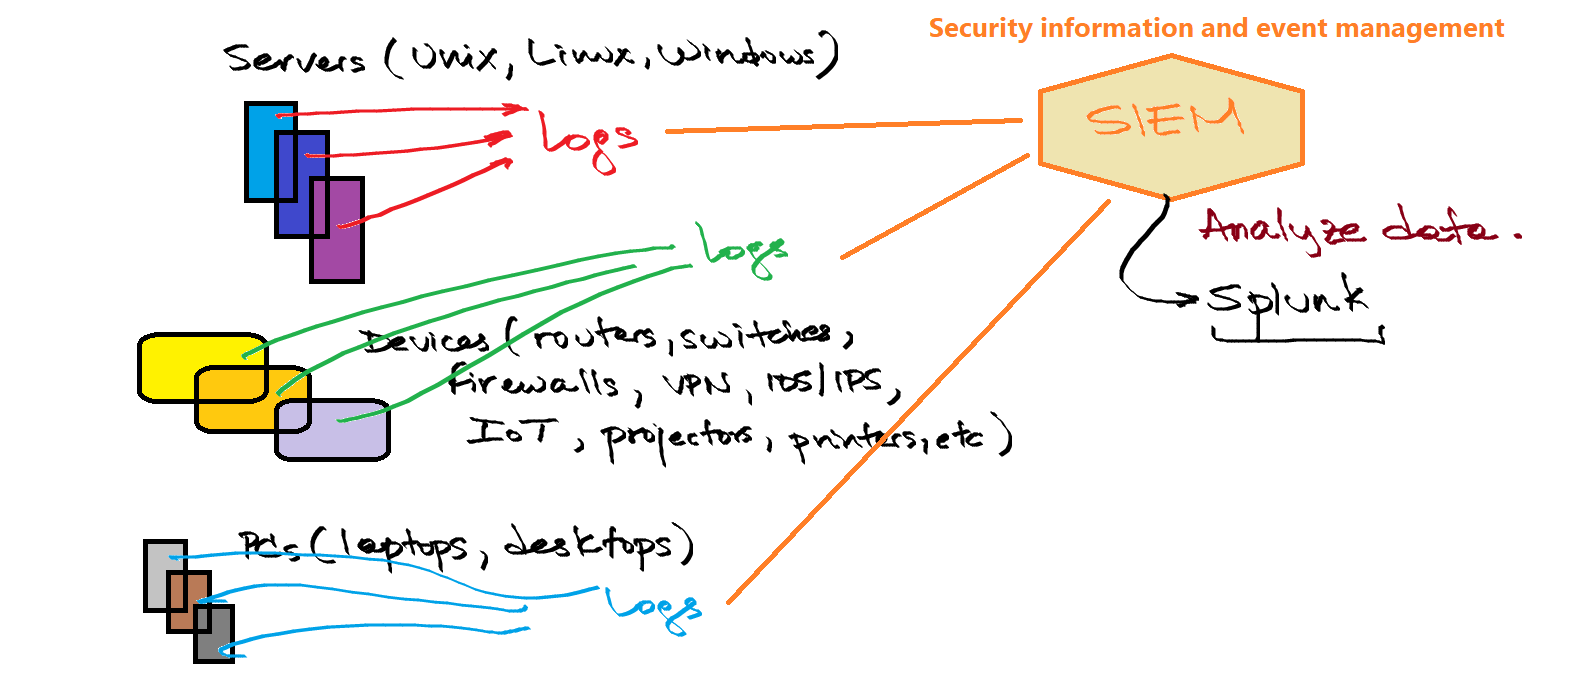 Security information and event management
Servers (Unix, Linux, Windows)
SIEM
Logs
Analyze data.
Logs
Splunk
Devices (routers, switches,
firewalls, VPN, IDS/IPS,
IoT, projectors, printers, etc)
PCs (laptops, desktops)
Logs